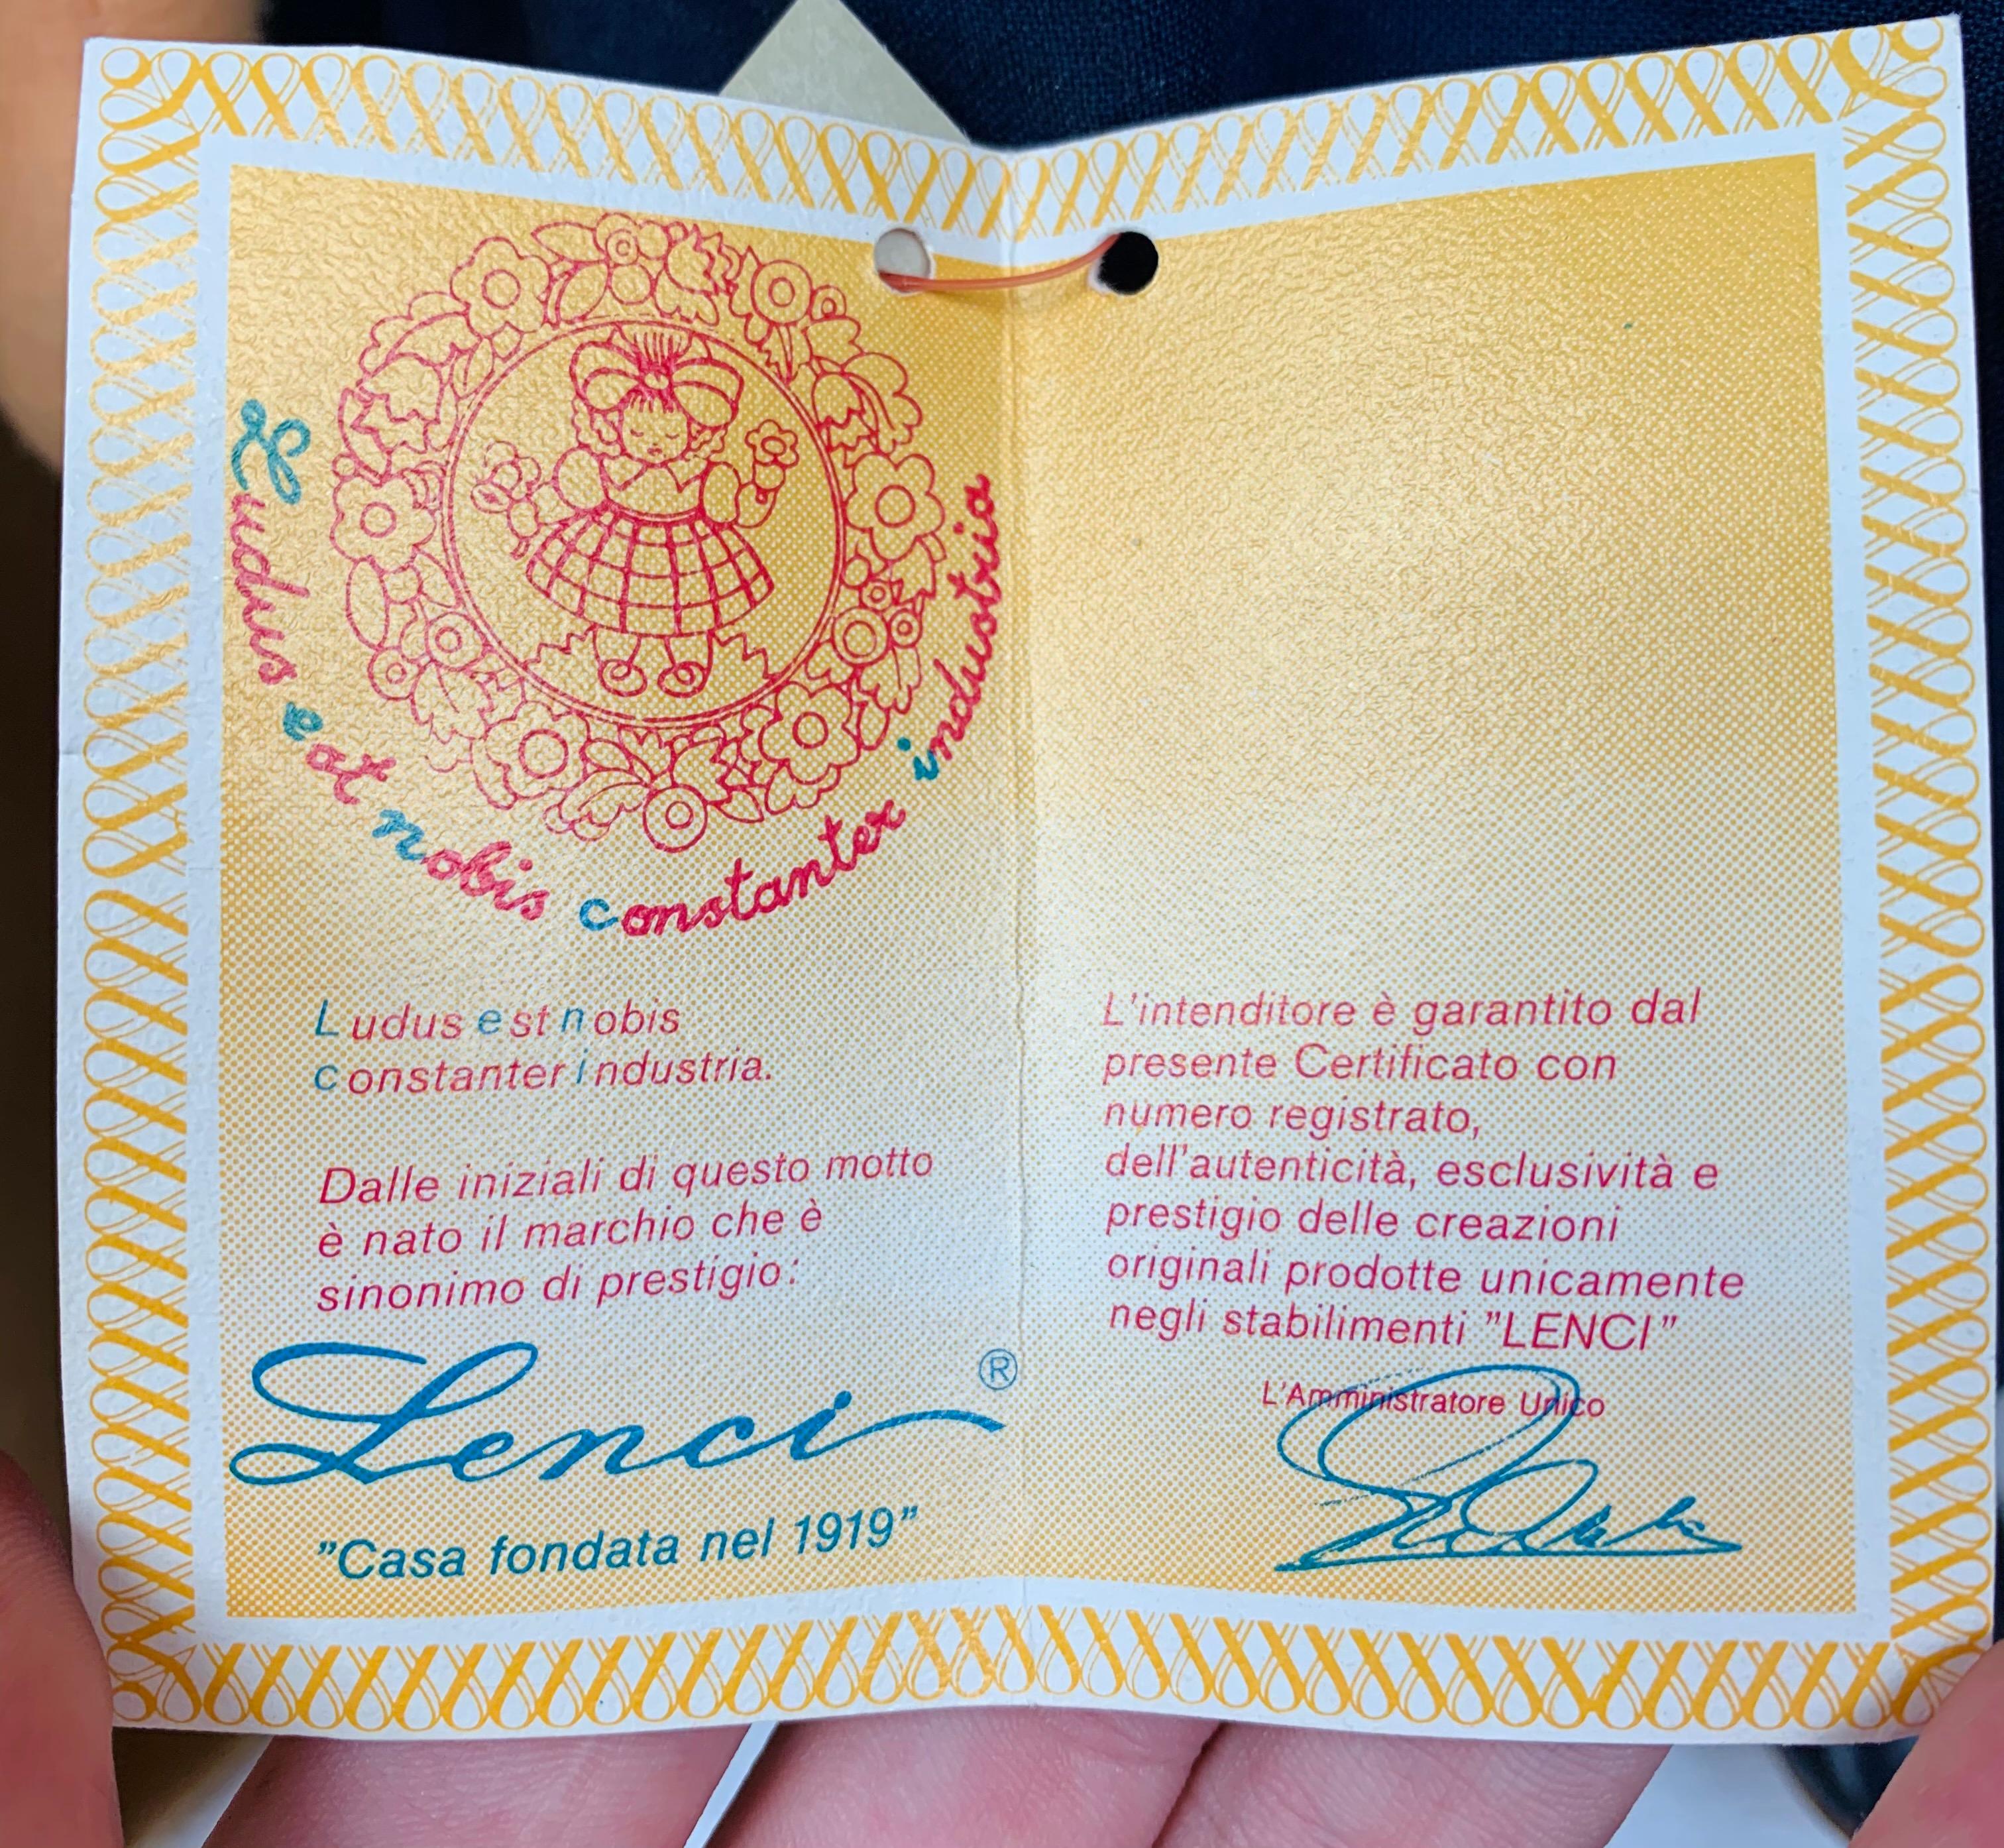 Ludus est nobis constanter industria
Ludus est nobis
constanter industria.
Dalle iniziali di questo motto
è nato il marchio che è
sinonimo di prestigio:
Lenci ®
"Casa fondata nel 1919"
L'intenditore è garantito dal
presente Certificato con
numero registrato,
dell'autenticità, esclusività e
prestigio delle creazioni
originali prodotte unicamente
negli stabilimenti "LENCI"
L'Amministratore Unico